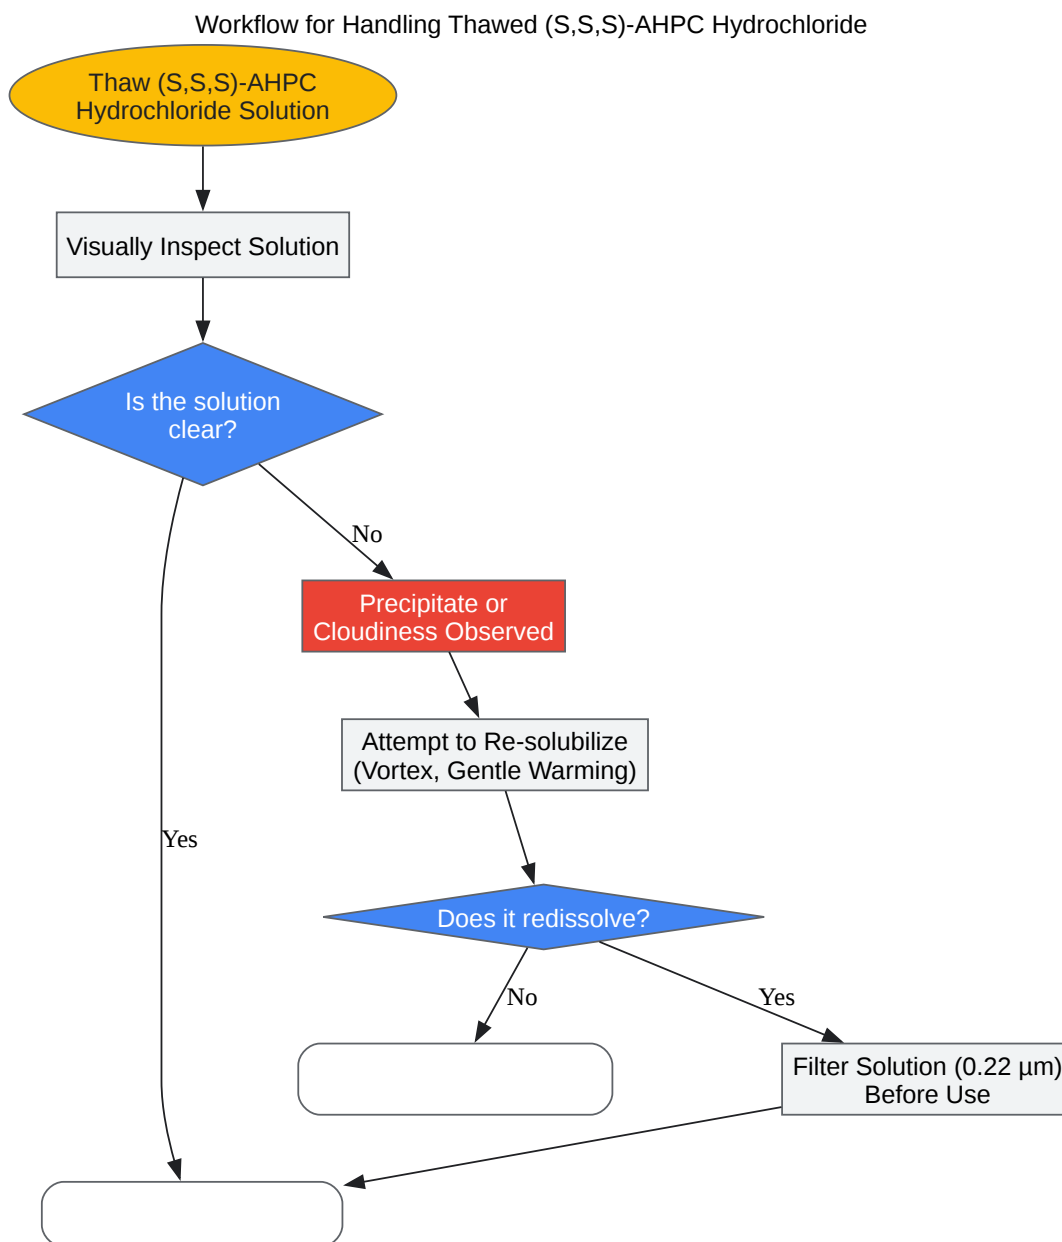 Workflow for Handling Thawed (S,S,S)-AHPC Hydrochloride
Thaw (S,S,S)-AHPC
Hydrochloride Solution
Visually Inspect Solution
Is the solution
clear?
No
Precipitate or
Cloudiness Observed
Attempt to Re-solubilize
(Vortex, Gentle Warming)
Yes
Does it redissolve?
No
Yes
Filter Solution (0.22 µm)
Before Use